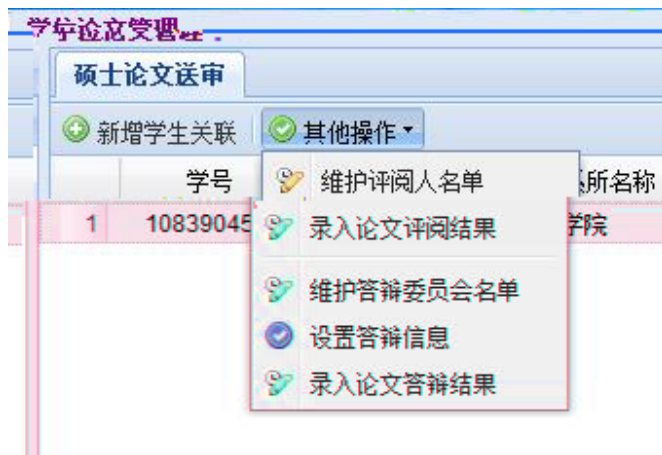 学位论文管理
硕士论文送审
新增学生关联 其他操作
学号 所名称
1 10839045 学院
维护评阅人名单
录入论文评阅结果
维护答辩委员会名单
设置答辩信息
录入论文答辩结果